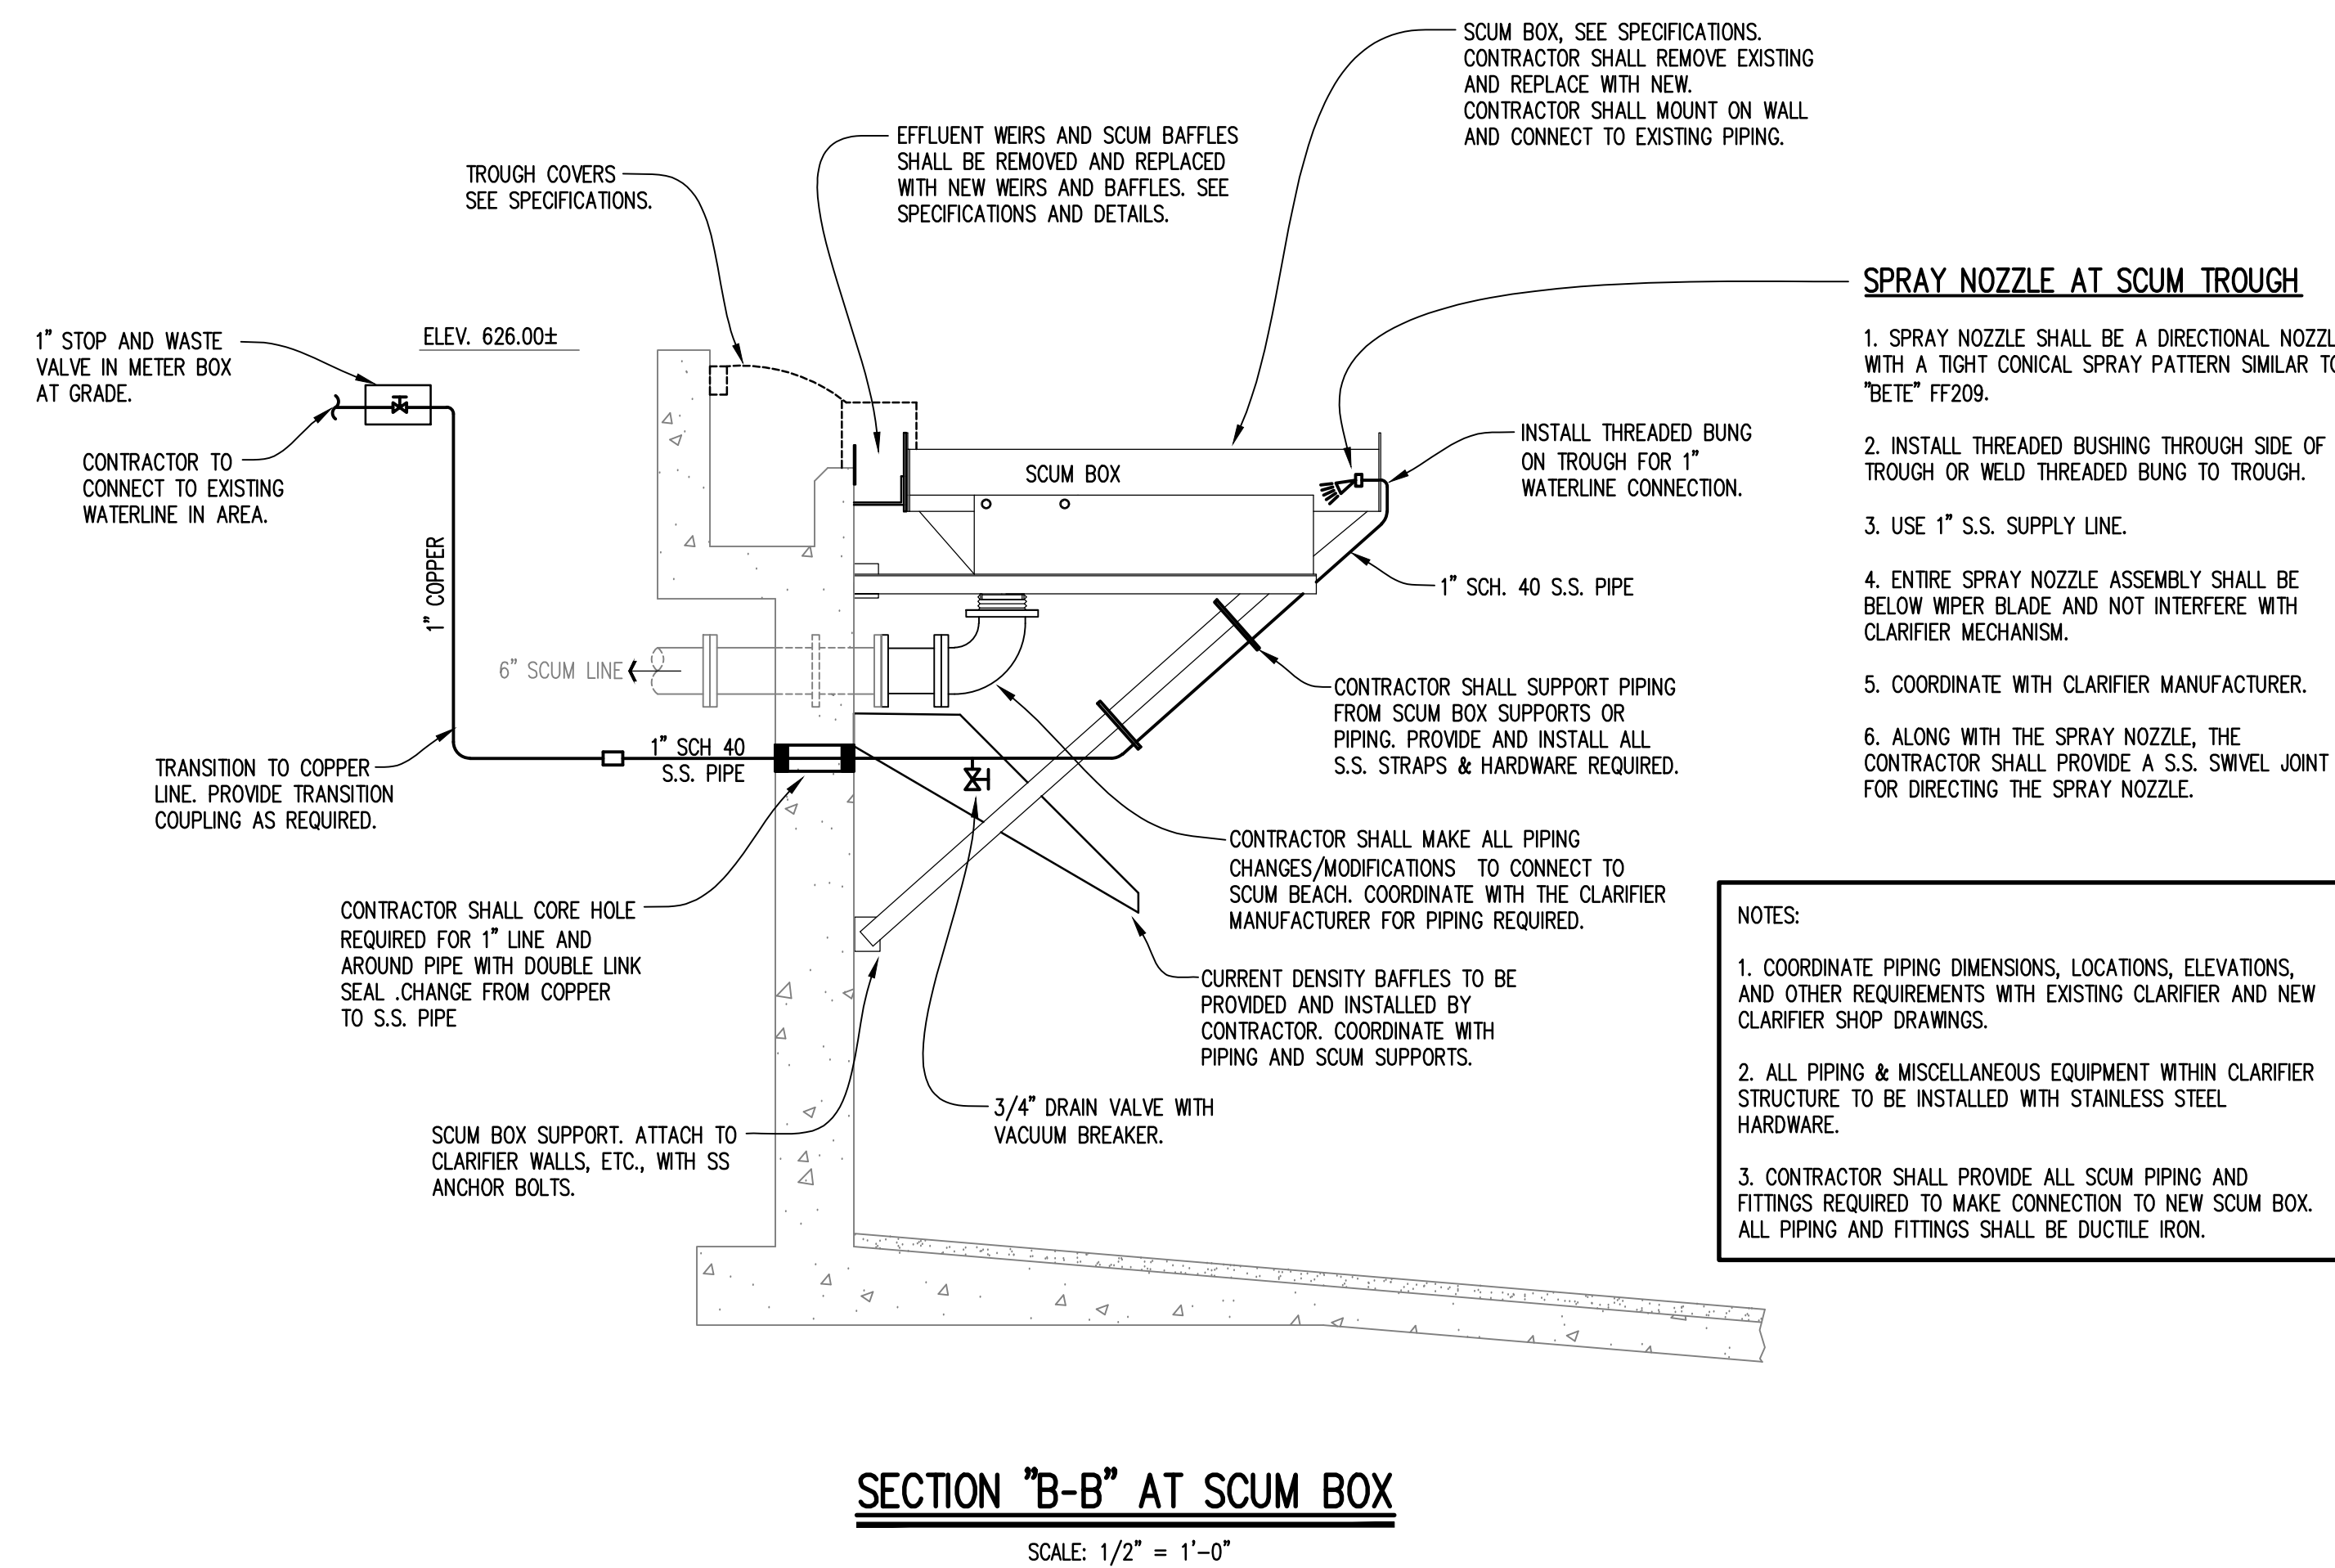 SCUM BOX, SEE SPECIFICATIONS.
CONTRACTOR SHALL REMOVE EXISTING
AND REPLACE WITH NEW.
CONTRACTOR SHALL MOUNT ON WALL
AND CONNECT TO EXISTING PIPING.
EFFLUENT WEIRS AND SCUM BAFFLES
SHALL BE REMOVED AND REPLACED
WITH NEW WEIRS AND BAFFLES. SEE
SPECIFICATIONS AND DETAILS.
TROUGH COVERS
SEE SPECIFICATIONS.
1" STOP AND WASTE
VALVE IN METER BOX
AT GRADE.
ELEV. 626.00±
CONTRACTOR TO
CONNECT TO EXISTING
WATERLINE IN AREA.
1" COPPER
SCUM BOX
INSTALL THREADED BUNG
ON TROUGH FOR 1"
WATERLINE CONNECTION.
1" SCH. 40 S.S. PIPE
6" SCUM LINE
CONTRACTOR SHALL SUPPORT PIPING
FROM SCUM BOX SUPPORTS OR
PIPING. PROVIDE AND INSTALL ALL
S.S. STRAPS & HARDWARE REQUIRED.
1" SCH 40
S.S. PIPE
TRANSITION TO COPPER
LINE. PROVIDE TRANSITION
COUPLING AS REQUIRED.
CONTRACTOR SHALL MAKE ALL PIPING
CHANGES/MODIFICATIONS TO CONNECT TO
SCUM BEACH. COORDINATE WITH THE CLARIFIER
MANUFACTURER FOR PIPING REQUIRED.
CONTRACTOR SHALL CORE HOLE
REQUIRED FOR 1" LINE AND
AROUND PIPE WITH DOUBLE LINK
SEAL .CHANGE FROM COPPER
TO S.S. PIPE
CURRENT DENSITY BAFFLES TO BE
PROVIDED AND INSTALLED BY
CONTRACTOR. COORDINATE WITH
PIPING AND SCUM SUPPORTS.
3/4" DRAIN VALVE WITH
VACUUM BREAKER.
SCUM BOX SUPPORT. ATTACH TO
CLARIFIER WALLS, ETC., WITH SS
ANCHOR BOLTS.
SPRAY NOZZLE AT SCUM TROUGH
1. SPRAY NOZZLE SHALL BE A DIRECTIONAL NOZZL
WITH A TIGHT CONICAL SPRAY PATTERN SIMILAR TO
"BETE" FF209.
2. INSTALL THREADED BUSHING THROUGH SIDE OF
TROUGH OR WELD THREADED BUNG TO TROUGH.
3. USE 1" S.S. SUPPLY LINE.
4. ENTIRE SPRAY NOZZLE ASSEMBLY SHALL BE
BELOW WIPER BLADE AND NOT INTERFERE WITH
CLARIFIER MECHANISM.
5. COORDINATE WITH CLARIFIER MANUFACTURER.
6. ALONG WITH THE SPRAY NOZZLE, THE
CONTRACTOR SHALL PROVIDE A S.S. SWIVEL JOINT
FOR DIRECTING THE SPRAY NOZZLE.
NOTES:
1. COORDINATE PIPING DIMENSIONS, LOCATIONS, ELEVATIONS,
AND OTHER REQUIREMENTS WITH EXISTING CLARIFIER AND NEW
CLARIFIER SHOP DRAWINGS.
2. ALL PIPING & MISCELLANEOUS EQUIPMENT WITHIN CLARIFIER
STRUCTURE TO BE INSTALLED WITH STAINLESS STEEL
HARDWARE.
3. CONTRACTOR SHALL PROVIDE ALL SCUM PIPING AND
FITTINGS REQUIRED TO MAKE CONNECTION TO NEW SCUM BOX.
ALL PIPING AND FITTINGS SHALL BE DUCTILE IRON.
SECTION "B-B" AT SCUM BOX
SCALE: 1/2" = 1'-0"